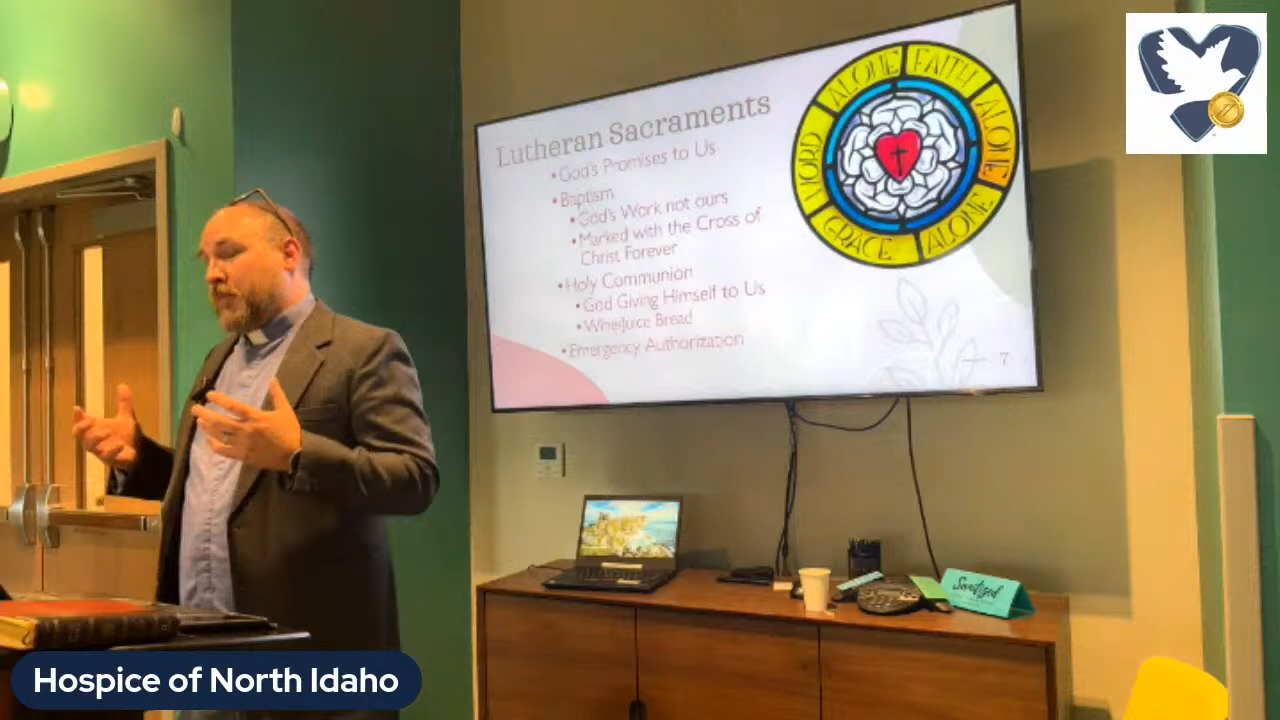 Lutheran Sacraments
• God's Promises to Us
• Baptism
• God's Work not ours
• Marked with the Cross of
Christ Forever
• Holy Communion
• God Giving Himself to Us
• Wine/Juice Bread
• Emergency Authorization
7
WORD ALONE FAITH ALONE
GRACE ALONE
Sanitized
Hospice of North Idaho